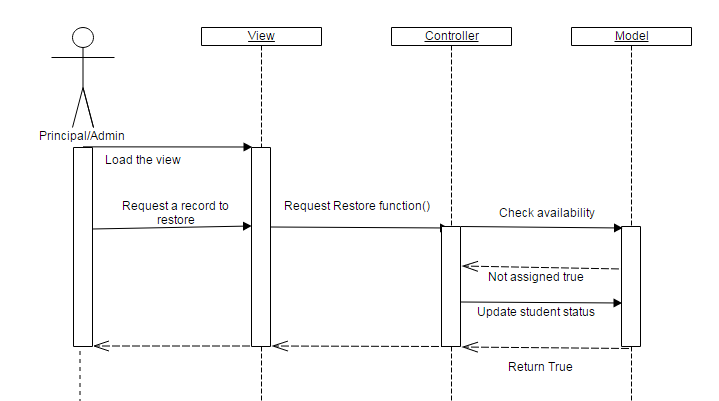 View
Controller
Model
Principal/Admin
Load the view
Request a record to
restore
Request Restore function()
Check availability
Not assigned true
Update student status
Return True